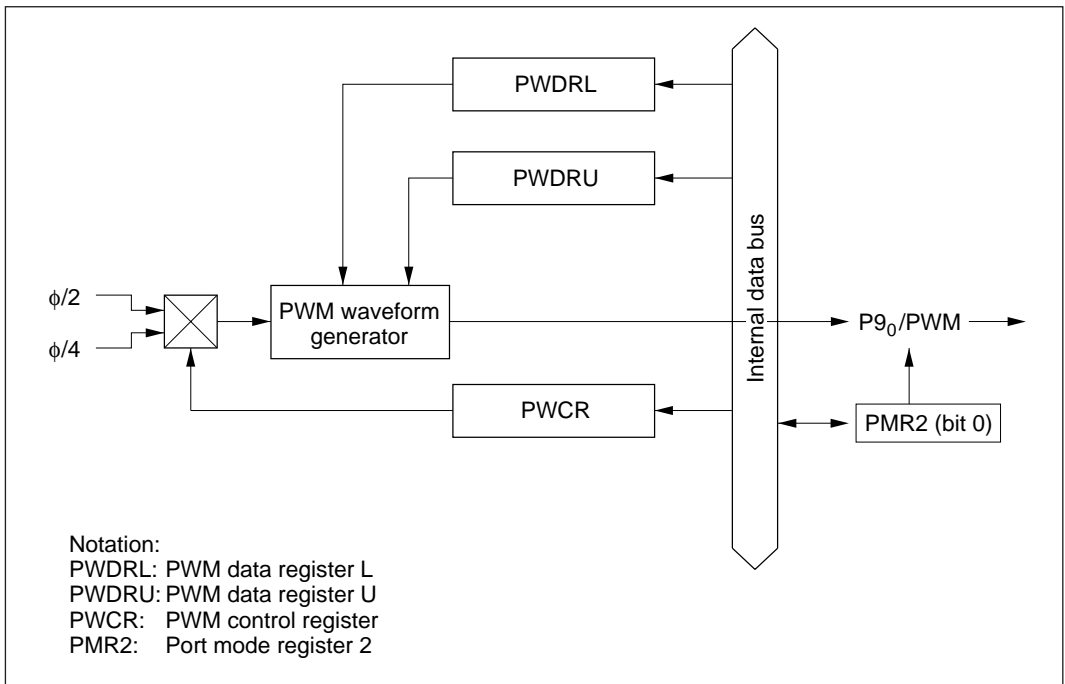 PWDRL
PWDRU
Internal data bus
ϕ/2
ϕ/4
PWM waveform
generator
P9₀/PWM
PWCR
PMR2 (bit 0)
Notation:
PWDRL: PWM data register L
PWDRU: PWM data register U
PWCR: PWM control register
PMR2: Port mode register 2